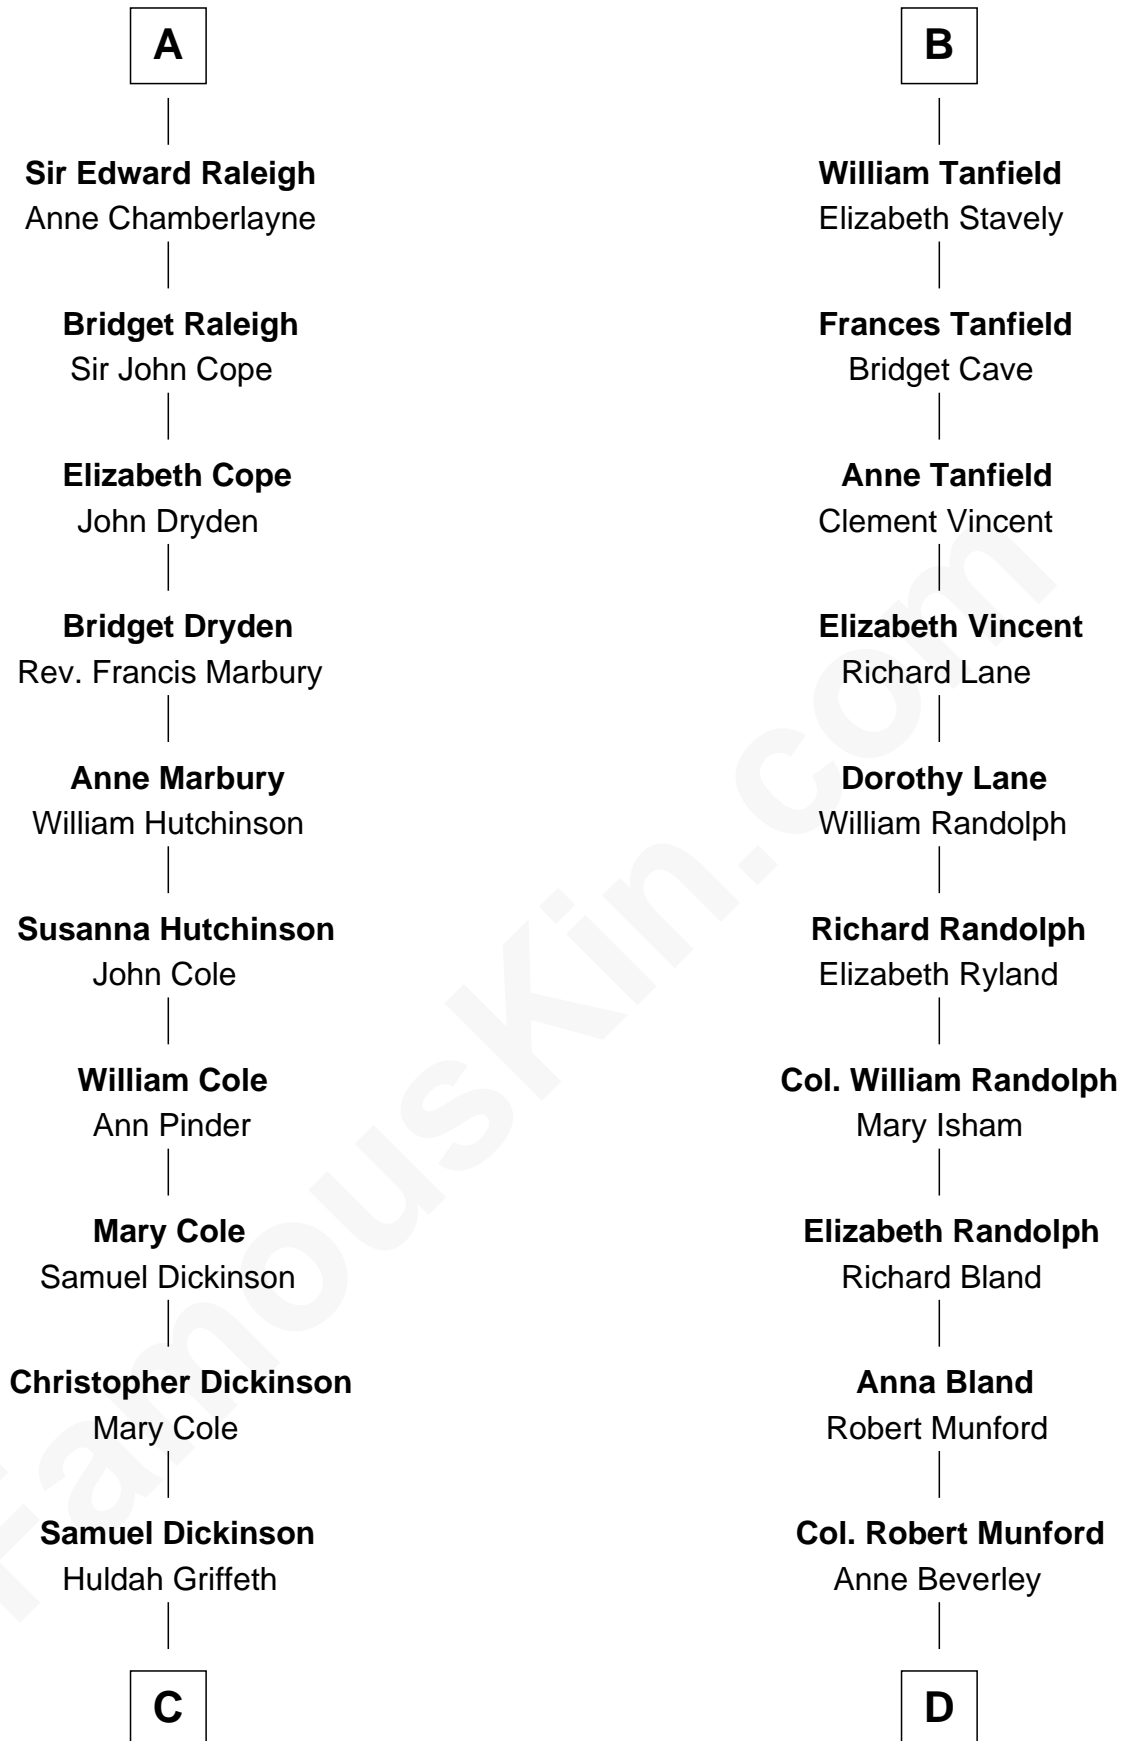 A
Sir Edward Raleigh
Anne Chamberlayne
Bridget Raleigh
Sir John Cope
Elizabeth Cope
John Dryden
Bridget Dryden
Rev. Francis Marbury
Anne Marbury
William Hutchinson
Susanna Hutchinson
John Cole
William Cole
Ann Pinder
Mary Cole
Samuel Dickinson
Christopher Dickinson
Mary Cole
Samuel Dickinson
Huldah Griffeth
C
B
William Tanfield
Elizabeth Stavely
Frances Tanfield
Bridget Cave
Anne Tanfield
Clement Vincent
Elizabeth Vincent
Richard Lane
Dorothy Lane
William Randolph
Richard Randolph
Elizabeth Ryland
Col. William Randolph
Mary Isham
Elizabeth Randolph
Richard Bland
Anna Bland
Robert Munford
Col. Robert Munford
Anne Beverley
D
FamousKin.com